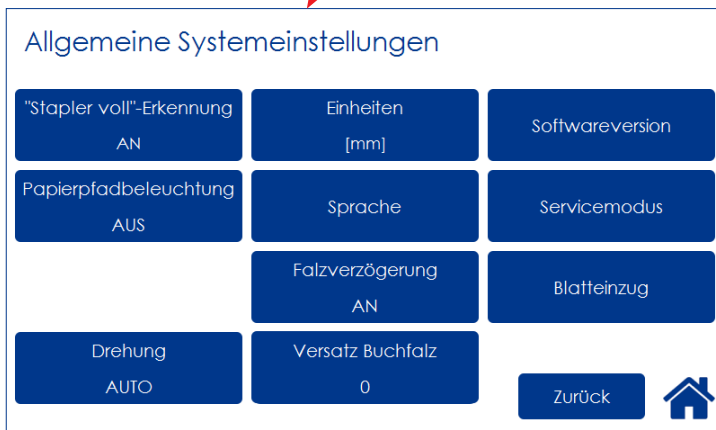 Allgemeine Systemeinstellungen
"Stapler voll"-Erkennung
AN
Einheiten
[mm]
Softwareversion
Papierpfadbeleuchtung
AUS
Sprache
Servicemodus
Falzverzögerung
AN
Blatteinzug
Drehung
AUTO
Versatz Buchfalz
0
Zurück